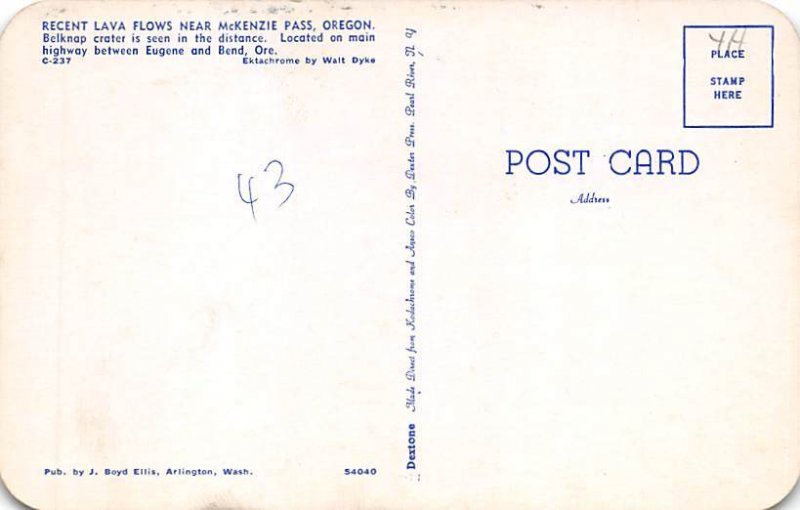 RECENT LAVA FLOWS NEAR McKENZIE PASS, OREGON.
Belknap crater is seen in the distance. Located on main
highway between Eugene and Bend, Ore.
C-237 Ektachrome by Walt Dyke
43
Pub. by J. Boyd Ellis, Arlington, Wash. S4040
Dextone Made Direct from Kodachrome and Ansco Color By Dexter Press. Pearl River, N. Y
4H
PLACE
STAMP
HERE
POST CARD
Address